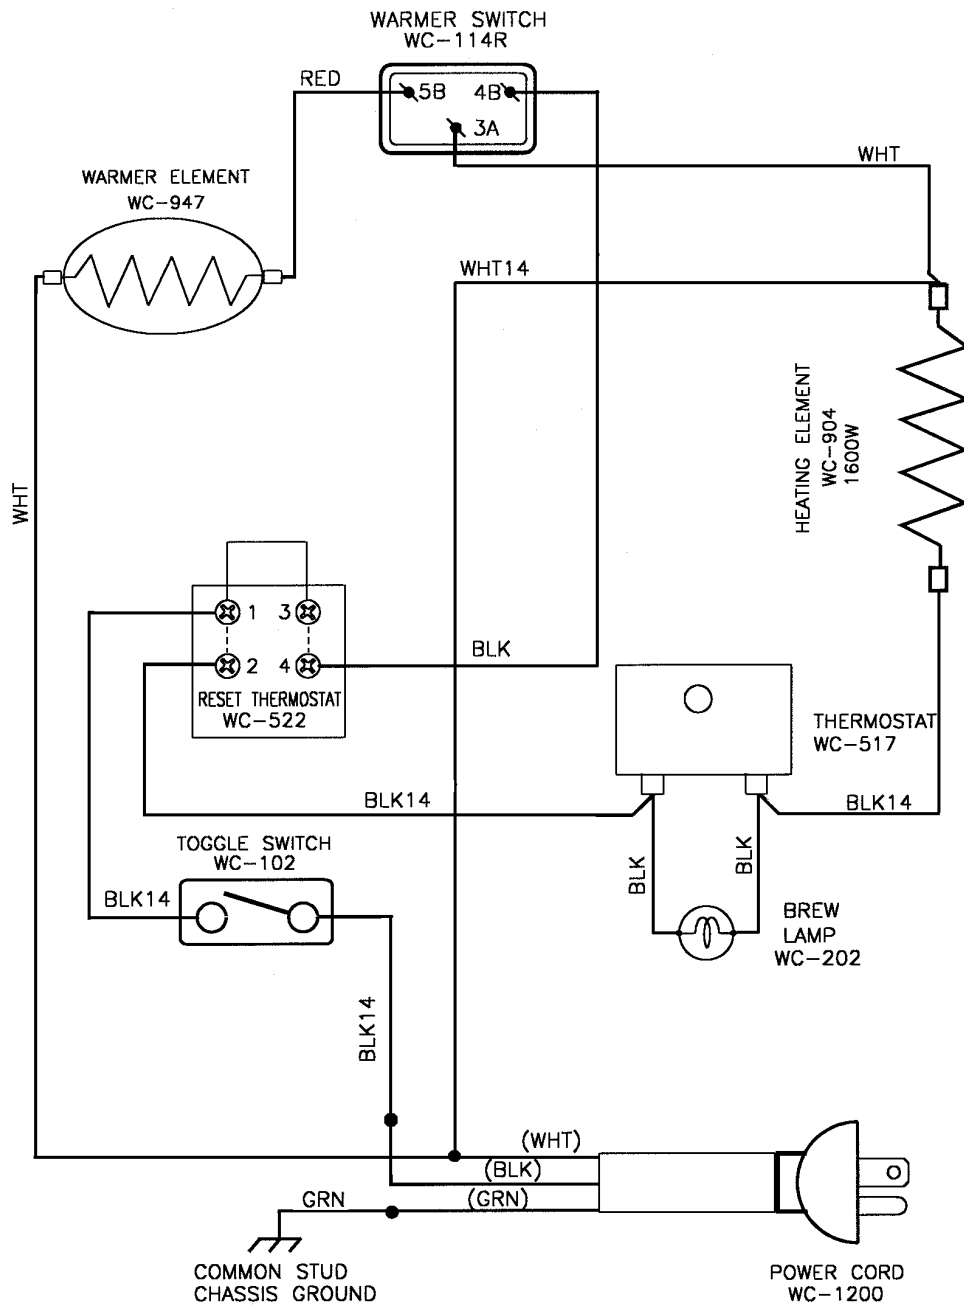 WARMER SWITCH
WC-114R
RED
5B
4B
3A
WHT
WARMER ELEMENT
WC-947
WHT14
HEATING ELEMENT
WC-904
1600W
WHT
1
3
2
4
BLK
RESET THERMOSTAT
WC-522
THERMOSTAT
WC-517
BLK14
BLK14
TOGGLE SWITCH
WC-102
BLK
BLK
BLK14
BREW
LAMP
WC-202
BLK14
(WHT)
(BLK)
GRN
(GRN)
COMMON STUD
CHASSIS GROUND
POWER CORD
WC-1200